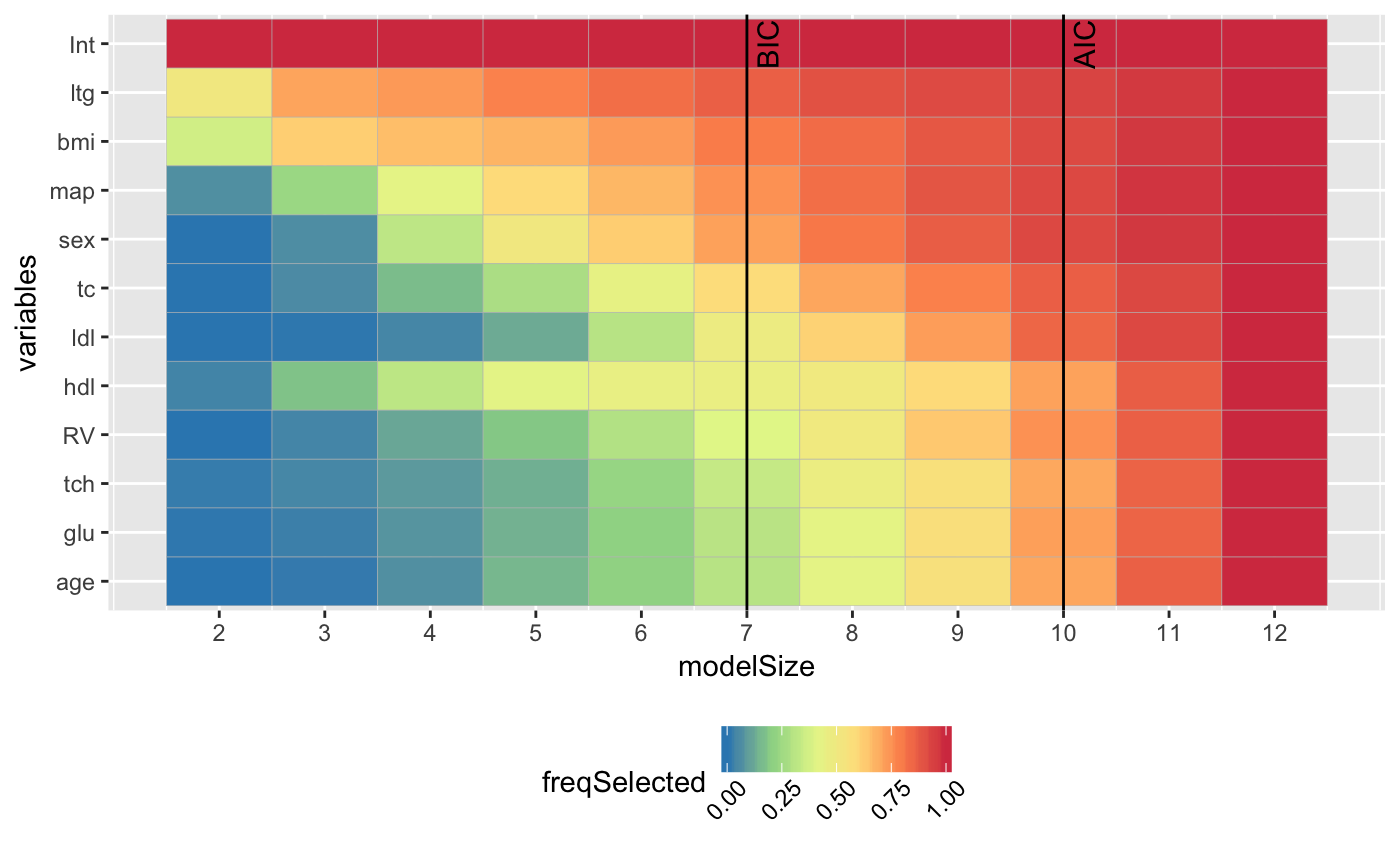 BIC
AIC
Int
ltg
bmi
map
sex
tc
ldl
hdl
RV
tch
glu
age
variables
2 3 4 5 6 7 8 9 10 11 12
modelSize
freqSelected
0.00 0.25 0.50 0.75 1.00